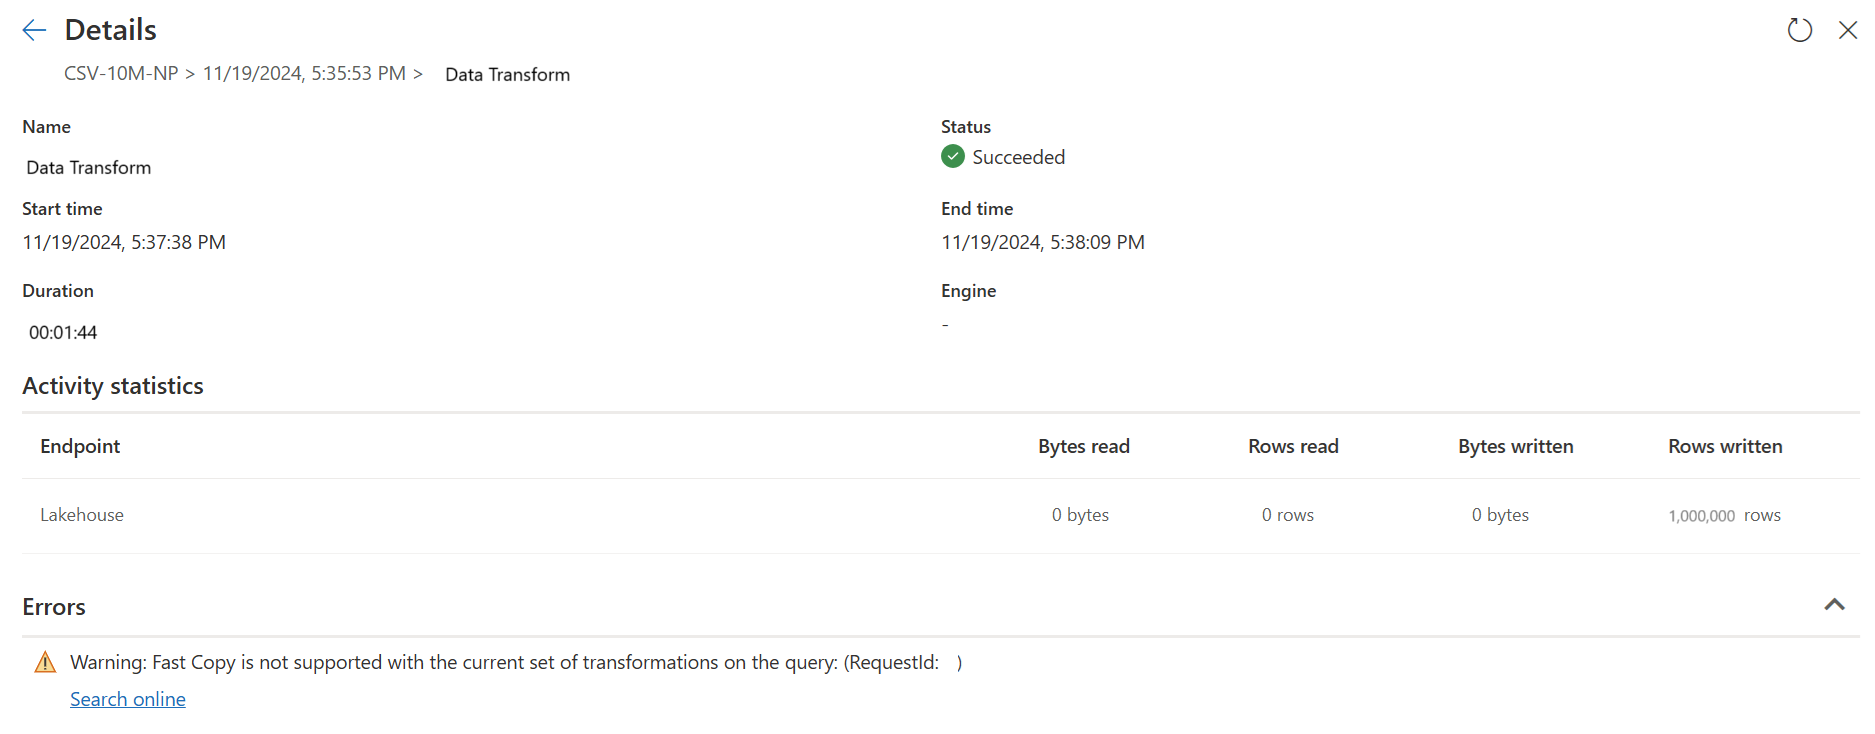 Details
CSV-10M-NP > 11/19/2024, 5:35:53 PM > Data Transform
Name
Status
Data Transform
Succeeded
Start time
End time
11/19/2024, 5:37:38 PM
11/19/2024, 5:38:09 PM
Duration
Engine
00:01:44
-
Activity statistics
Endpoint Bytes read Rows read Bytes written Rows written
Lakehouse 0 bytes 0 rows 0 bytes 1,000,000 rows
Errors
Warning: Fast Copy is not supported with the current set of transformations on the query: (RequestId: )
Search online